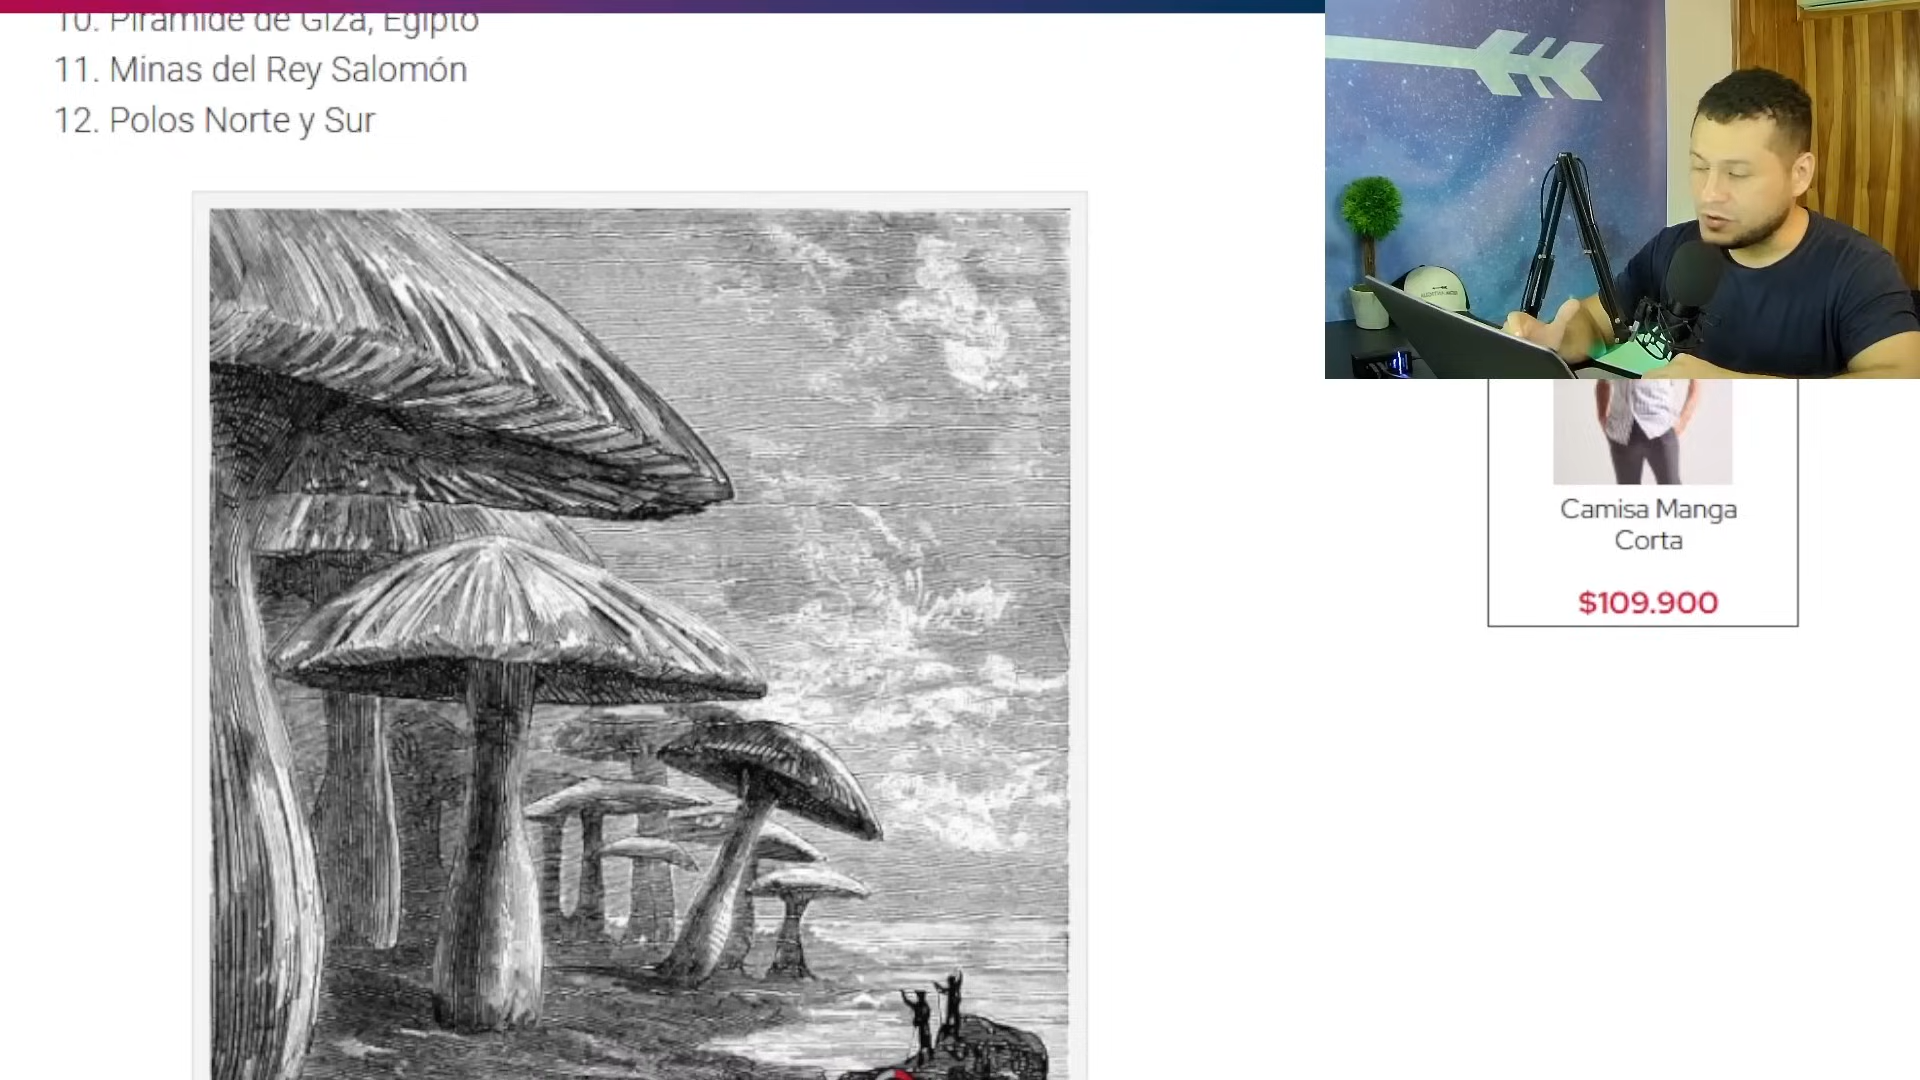 10. Pirámide de Giza, Egipto
11. Minas del Rey Salomón
12. Polos Norte y Sur
Camisa Manga
Corta
$109.900